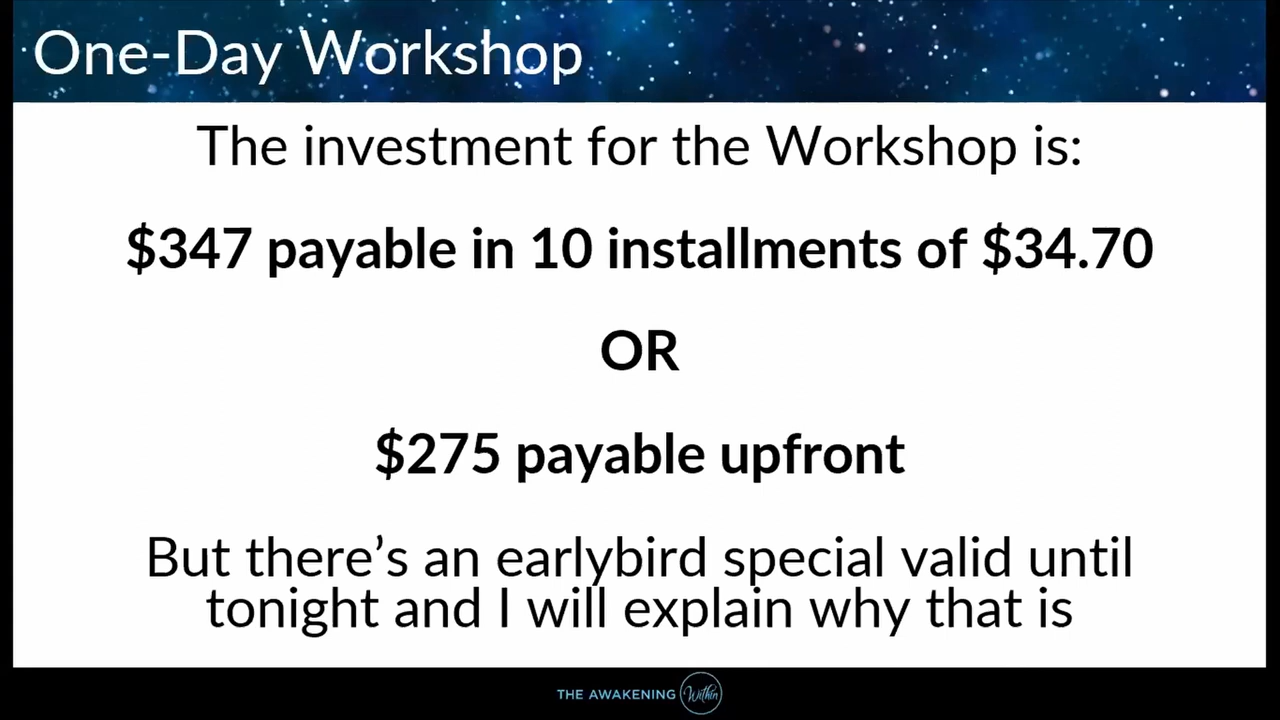 One-Day Workshop
The investment for the Workshop is:
$347 payable in 10 installments of $34.70
OR
$275 payable upfront
But there’s an earlybird special valid until
tonight and I will explain why that is
THE AWAKENING Within